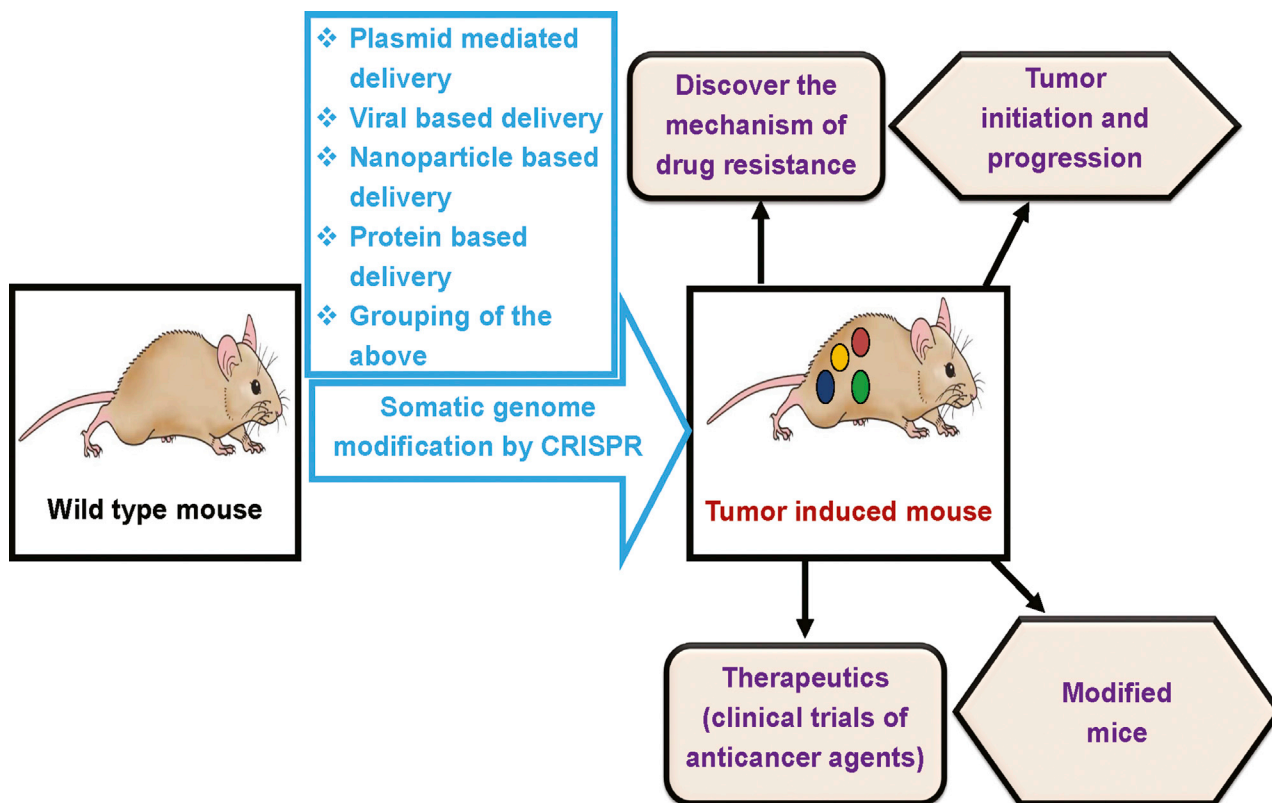 ❖ Plasmid mediated
delivery
❖ Viral based delivery
❖ Nanoparticle based
delivery
❖ Protein based
delivery
❖ Grouping of the
above
Somatic genome
modification by CRISPR
Wild type mouse
Discover the
mechanism of
drug resistance
Tumor
initiation and
progression
Tumor induced mouse
Therapeutics
(clinical trials of
anticancer agents)
Modified
mice